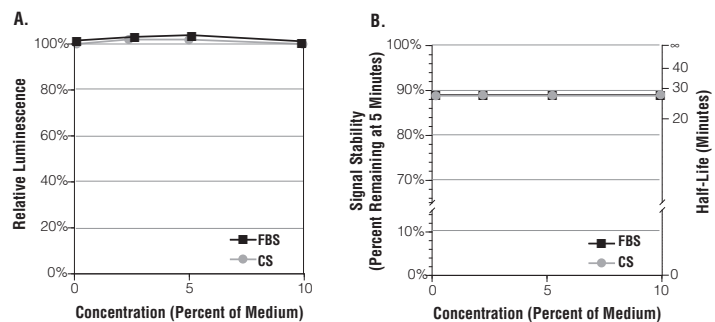 A.
Relative Luminescence
100%
80%
60%
40%
20%
0%
FBS
CS
0
5
10
Concentration (Percent of Medium)
B.
Signal Stability
(Percent Remaining at 5 Minutes)
100%
90%
80%
70%
10%
0%
∞
40
30
20
0
Half-Life (Minutes)
FBS
CS
0
5
10
Concentration (Percent of Medium)